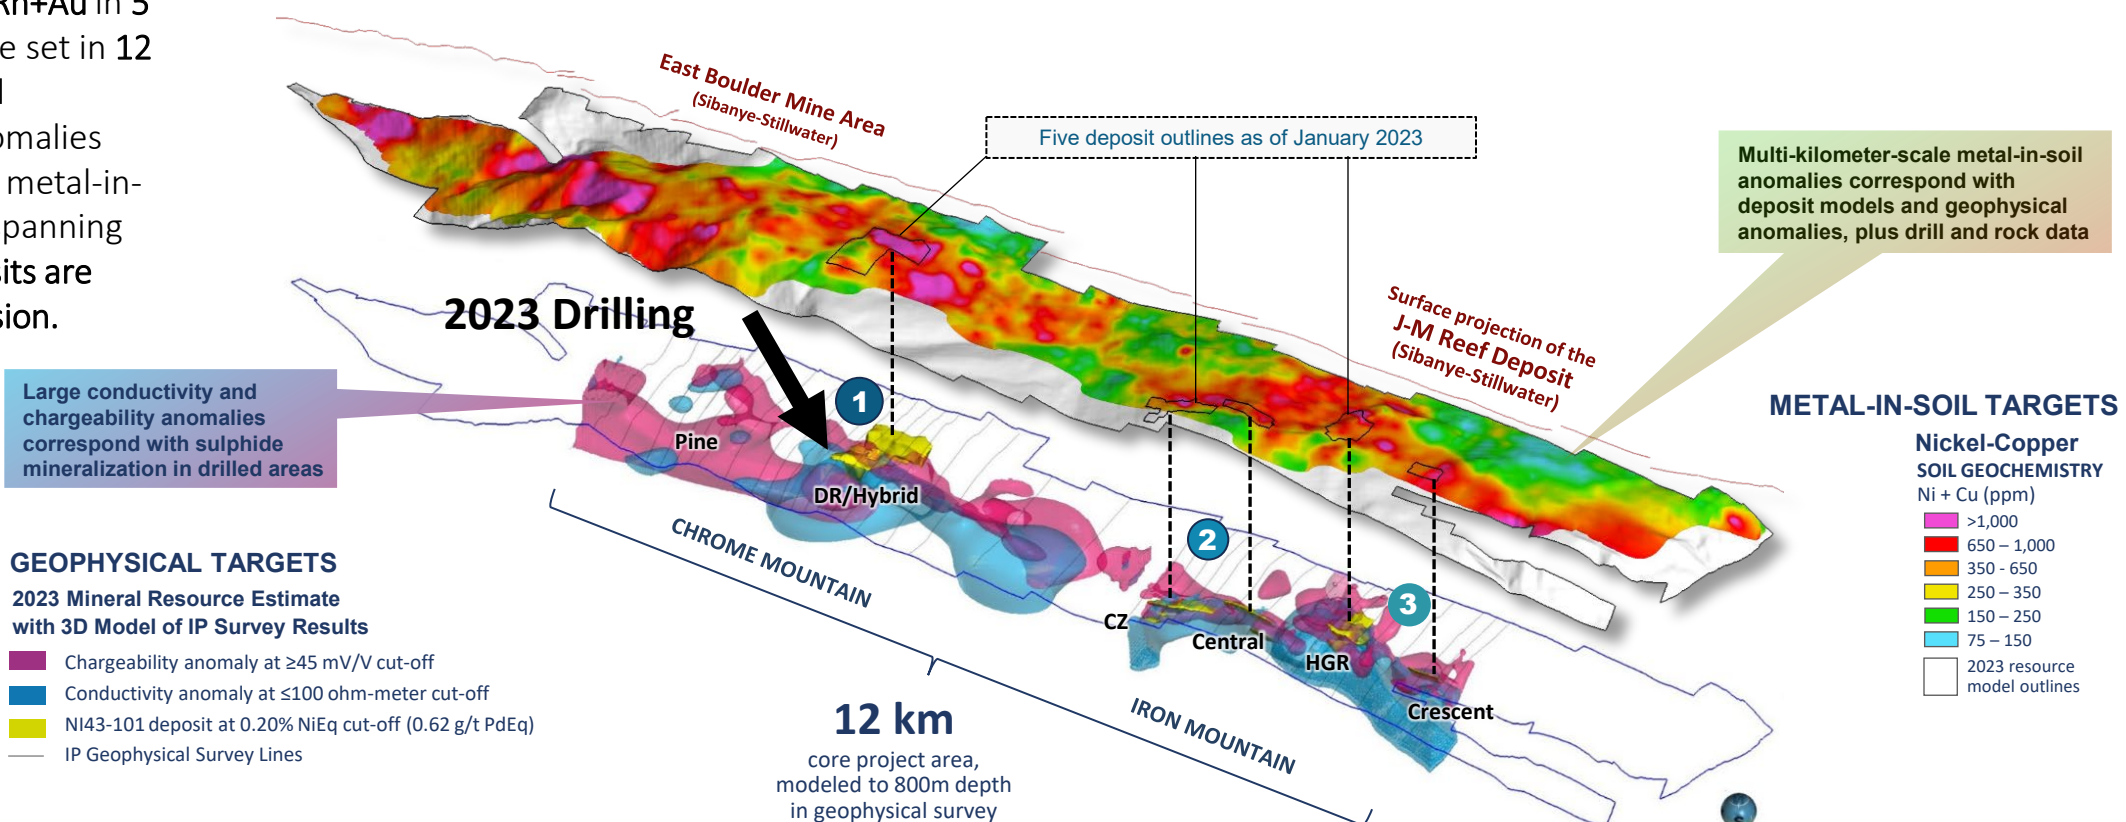 Rh+Au in 5
e set in 12
omalies
metal-in-
spanning
sits are
sion.
East Boulder Mine Area
(Sibanye-Stillwater)
Five deposit outlines as of January 2023
Multi-kilometer-scale metal-in-soil
anomalies correspond with
deposit models and geophysical
anomalies, plus drill and rock data
2023 Drilling
Surface projection of the
J-M Reef Deposit
(Sibanye-Stillwater)
Large conductivity and
chargeability anomalies
correspond with sulphide
mineralization in drilled areas
1
Pine
DR/Hybrid
CHROME MOUNTAIN
2
3
CZ
Central
HGR
Crescent
IRON MOUNTAIN
12 km
core project area,
modeled to 800m depth
in geophysical survey
GEOPHYSICAL TARGETS
2023 Mineral Resource Estimate
with 3D Model of IP Survey Results
Chargeability anomaly at ≥45 mV/V cut-off
Conductivity anomaly at ≤100 ohm-meter cut-off
NI43-101 deposit at 0.20% NiEq cut-off (0.62 g/t PdEq)
IP Geophysical Survey Lines
METAL-IN-SOIL TARGETS
Nickel-Copper
SOIL GEOCHEMISTRY
Ni + Cu (ppm)
>1,000
650 – 1,000
350 - 650
250 – 350
150 – 250
75 – 150
2023 resource
model outlines